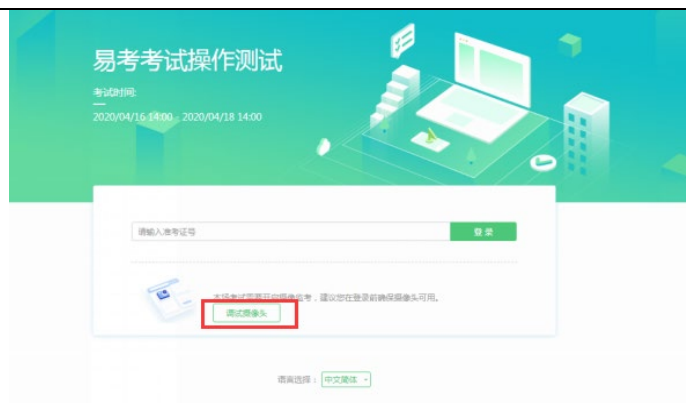 易考考试操作测试
考试时间:
2020/04/16 14:00 - 2020/04/18 14:00
请输入准考证号
登录
本场考试需要开启摄像监考，建议您在登录前确保摄像头可用。
调试摄像头
语言选择：中文简体